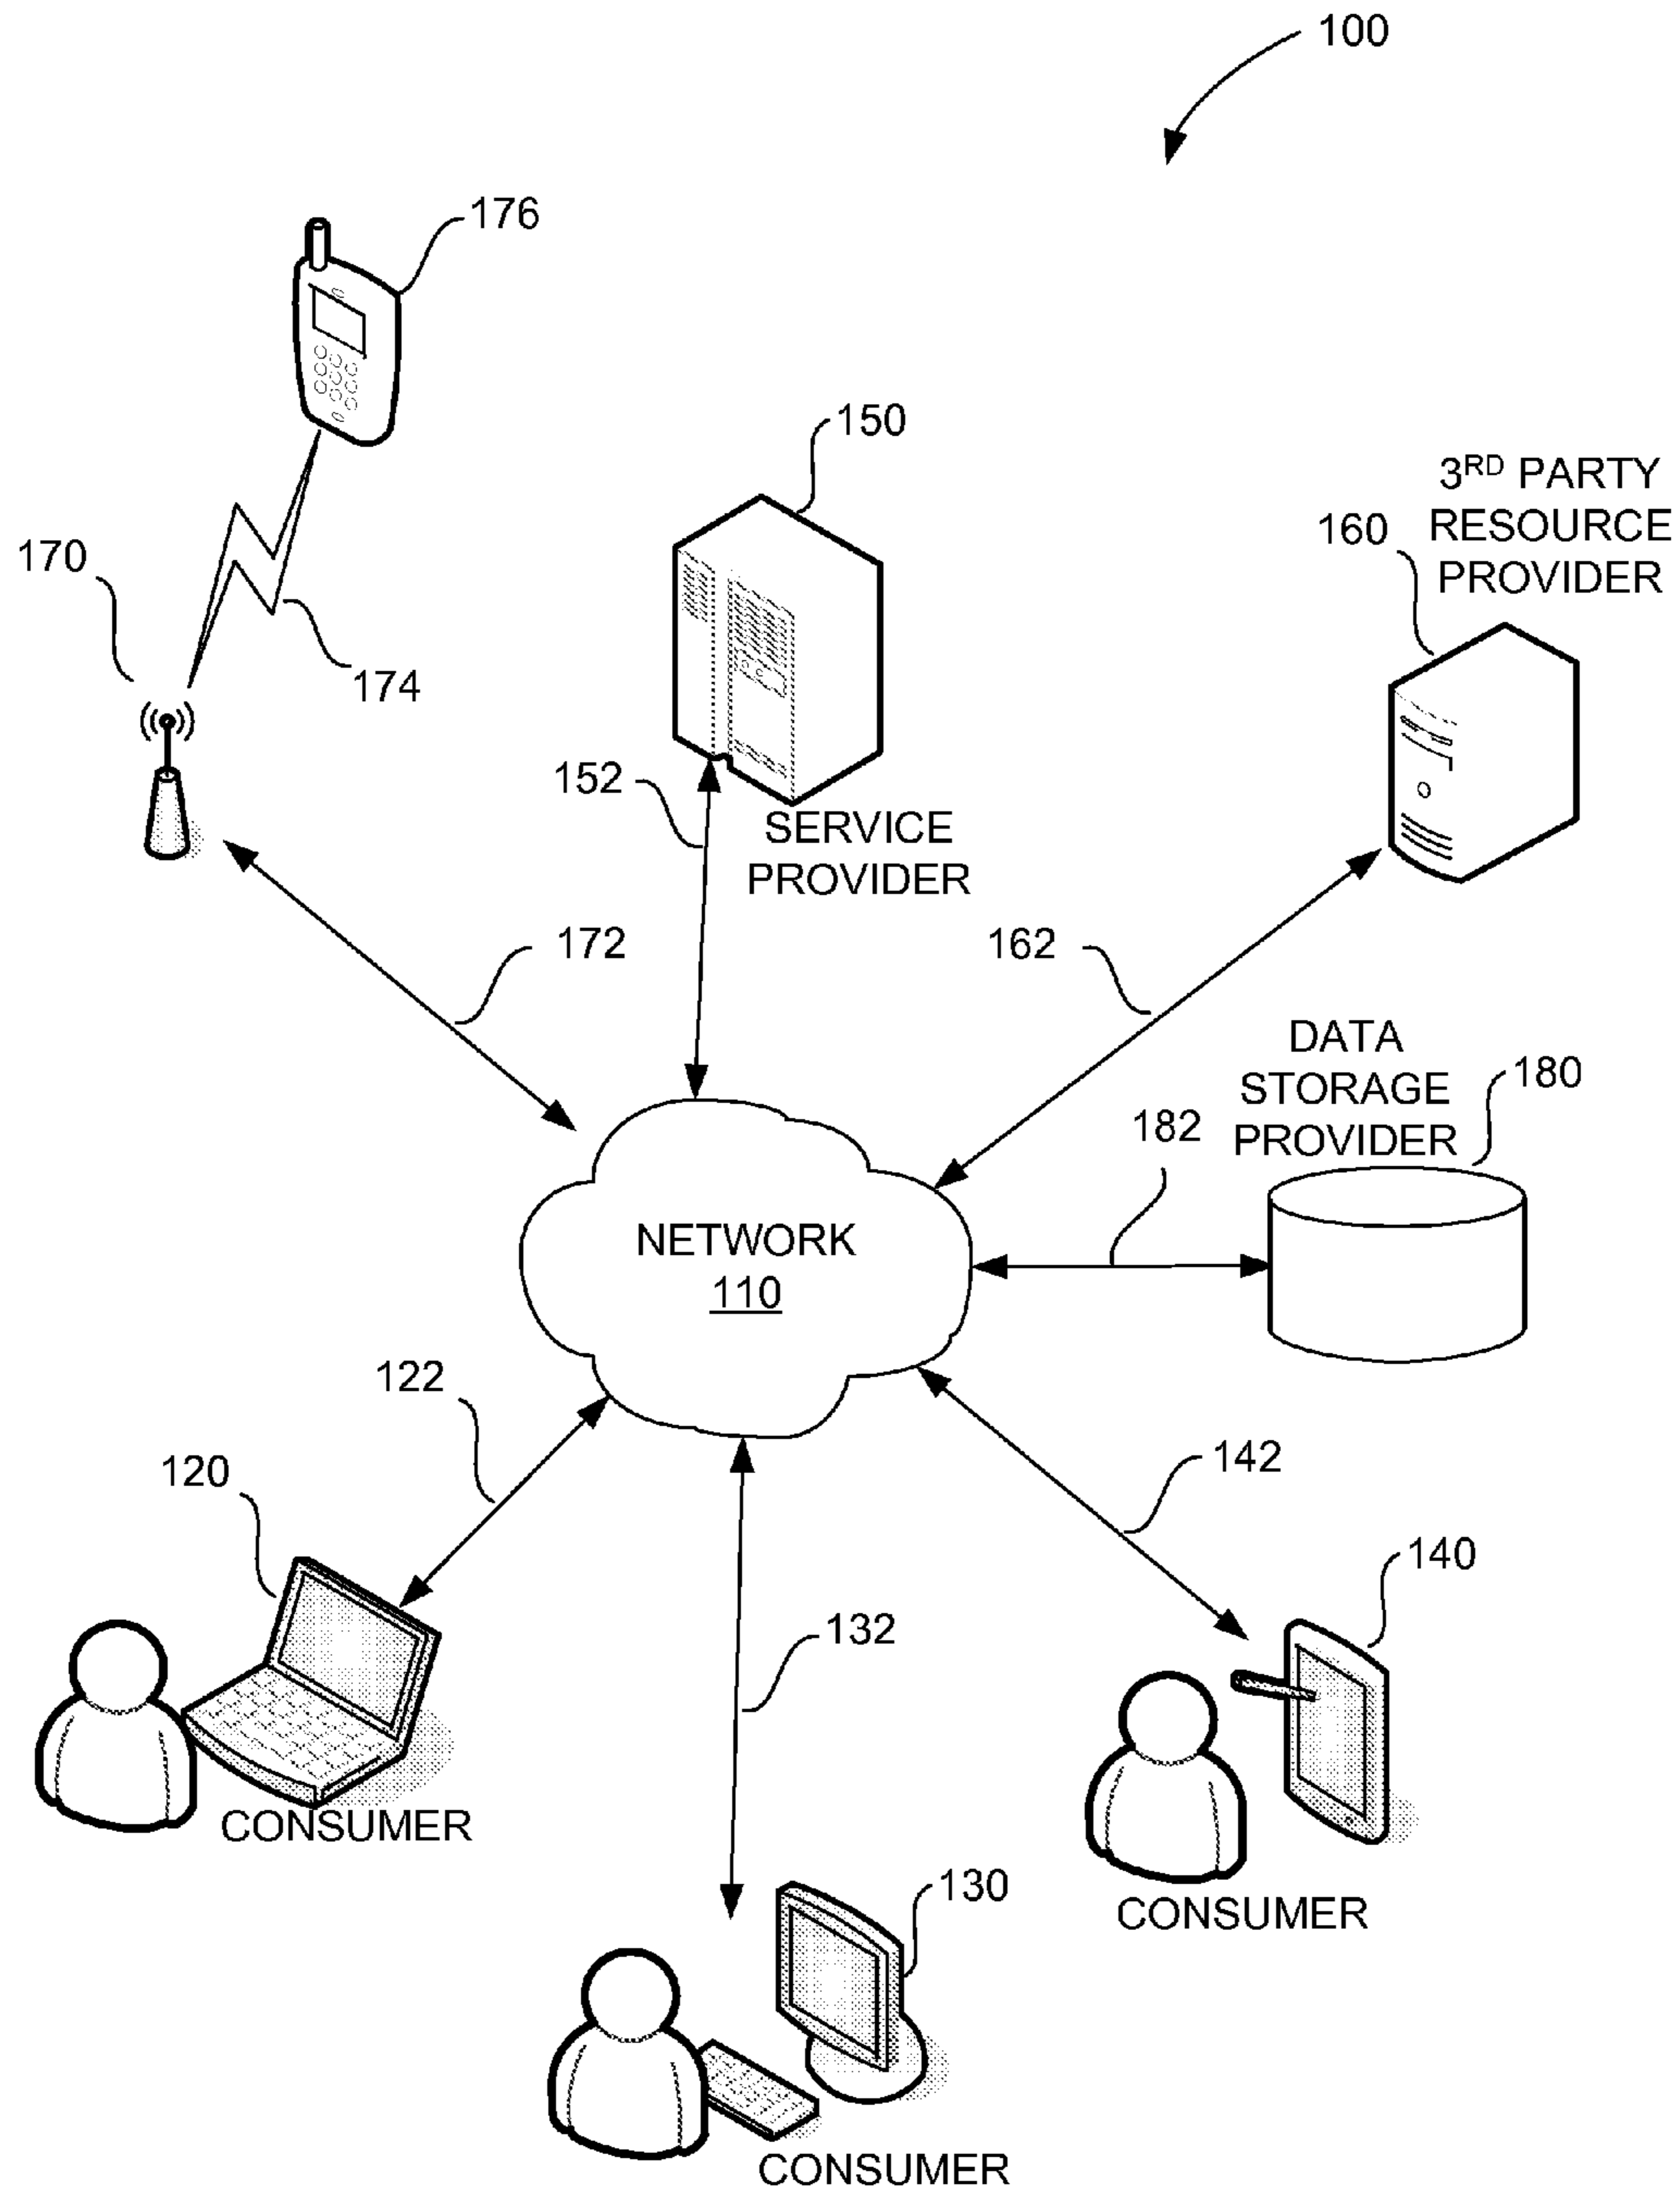 100
176
150
3RD PARTY
RESOURCE
PROVIDER
160
170
174
152
SERVICE
PROVIDER
172
162
DATA
STORAGE
PROVIDER
180
182
NETWORK
110
122
120
142
140
132
CONSUMER
130
CONSUMER
CONSUMER